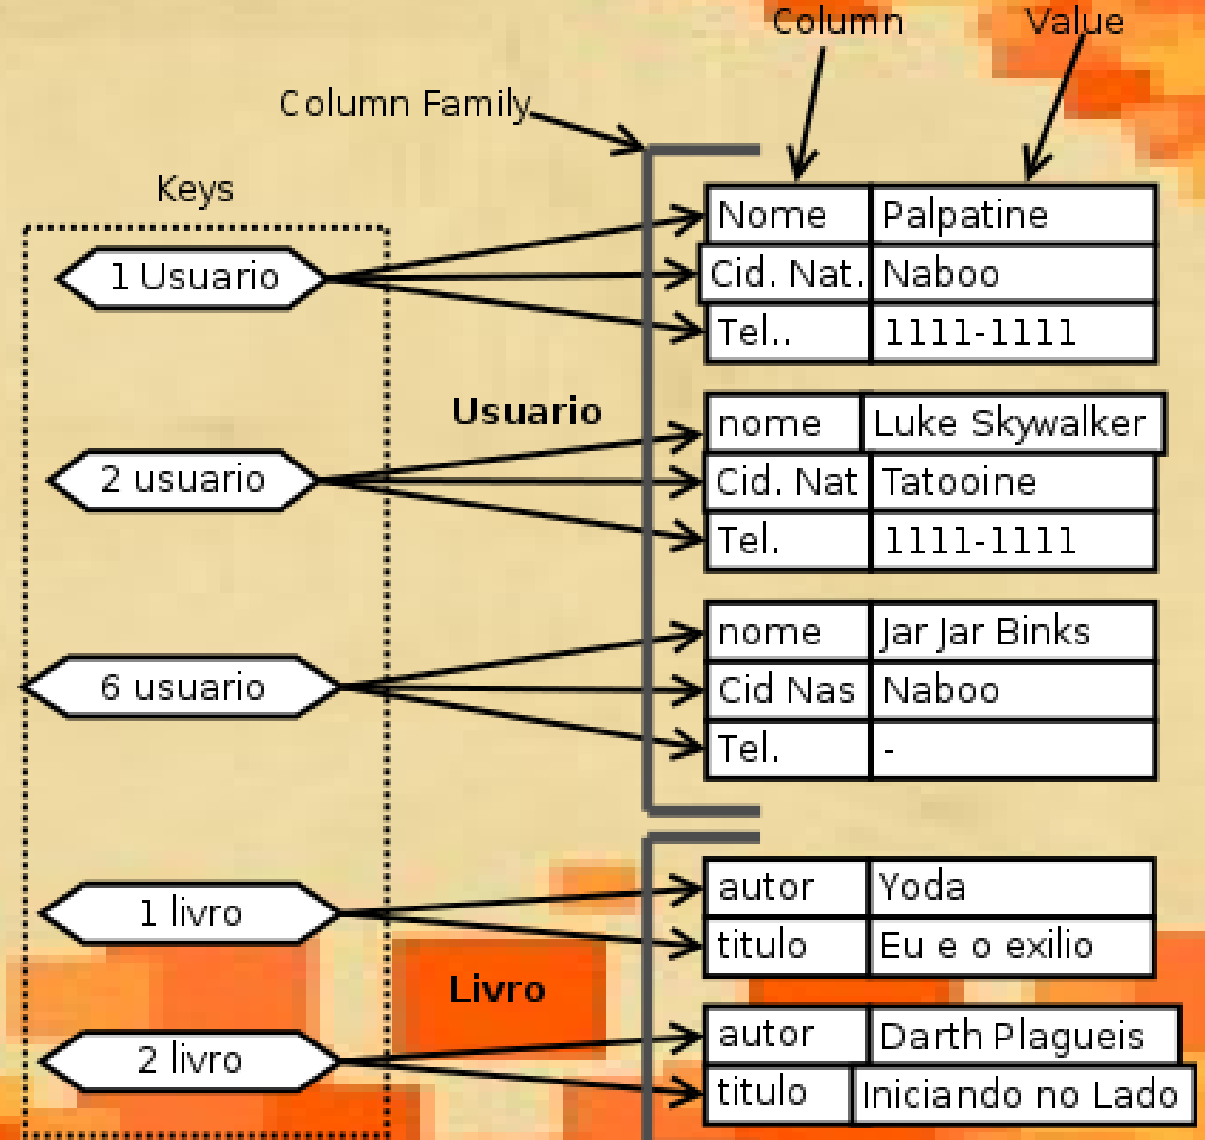 Column Value
Column Family
Keys
1 Usuario
Nome Palpatine
Cid. Nat. Naboo
Tel.. 1111-1111
Usuario
2 usuario
nome Luke Skywalker
Cid. Nat Tatooine
Tel. 1111-1111
6 usuario
nome Jar Jar Binks
Cid Nas Naboo
Tel. -
1 livro
autor Yoda
titulo Eu e o exilio
Livro
2 livro
autor Darth Plagueis
titulo Iniciando no Lado